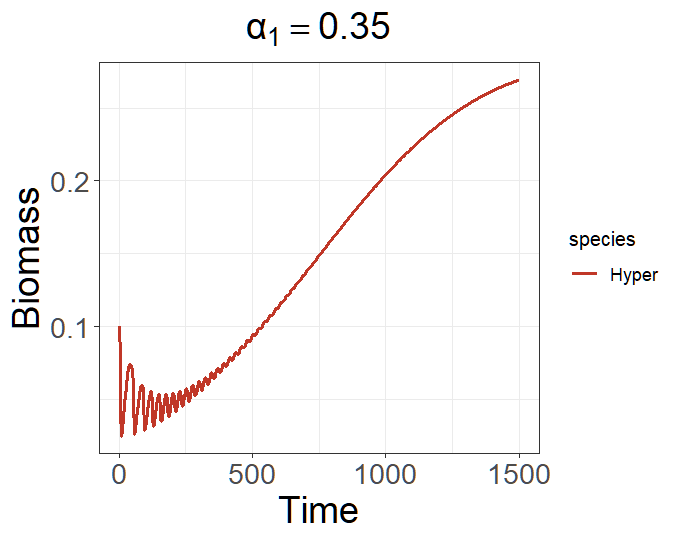 α₁ = 0.35
Biomass
0.2
0.1
0 500 1000 1500
Time
species
Hyper